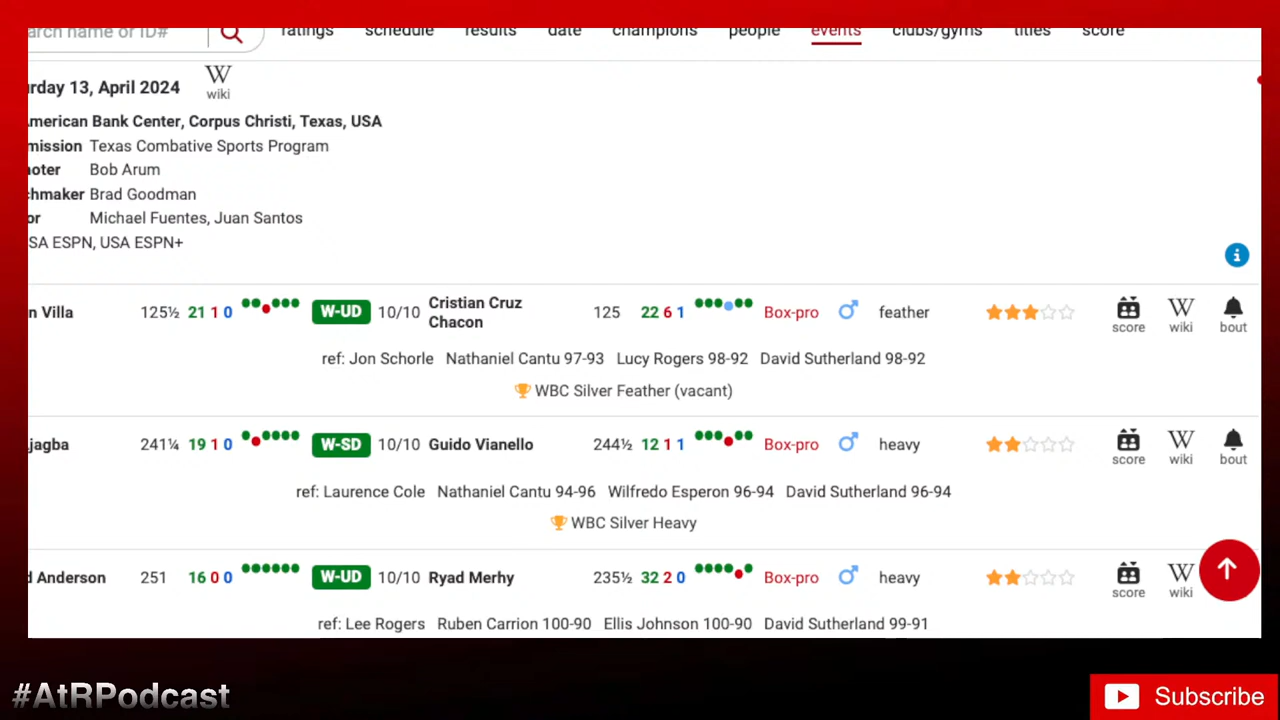 arch name or ID# ratings schedule results date champions people events clubs/gyms titles score
urday 13, April 2024 W wiki
American Bank Center, Corpus Christi, Texas, USA
mission Texas Combative Sports Program
oter Bob Arum
chmaker Brad Goodman
or Michael Fuentes, Juan Santos
SA ESPN, USA ESPN+
n Villa 125½ 21 1 0 W-UD 10/10 Cristian Cruz Chacon 125 22 6 1 Box-pro feather score W wiki bout
ref: Jon Schorle Nathaniel Cantu 97-93 Lucy Rogers 98-92 David Sutherland 98-92
WBC Silver Feather (vacant)
jagba 241¼ 19 1 0 W-SD 10/10 Guido Vianello 244½ 12 1 1 Box-pro heavy score W wiki bout
ref: Laurence Cole Nathaniel Cantu 94-96 Wilfredo Esperon 96-94 David Sutherland 96-94
WBC Silver Heavy
d Anderson 251 16 0 0 W-UD 10/10 Ryad Merhy 235½ 32 2 0 Box-pro heavy score W wiki
ref: Lee Rogers Ruben Carrion 100-90 Ellis Johnson 100-90 David Sutherland 99-91
#AtRPodcast
Subscribe